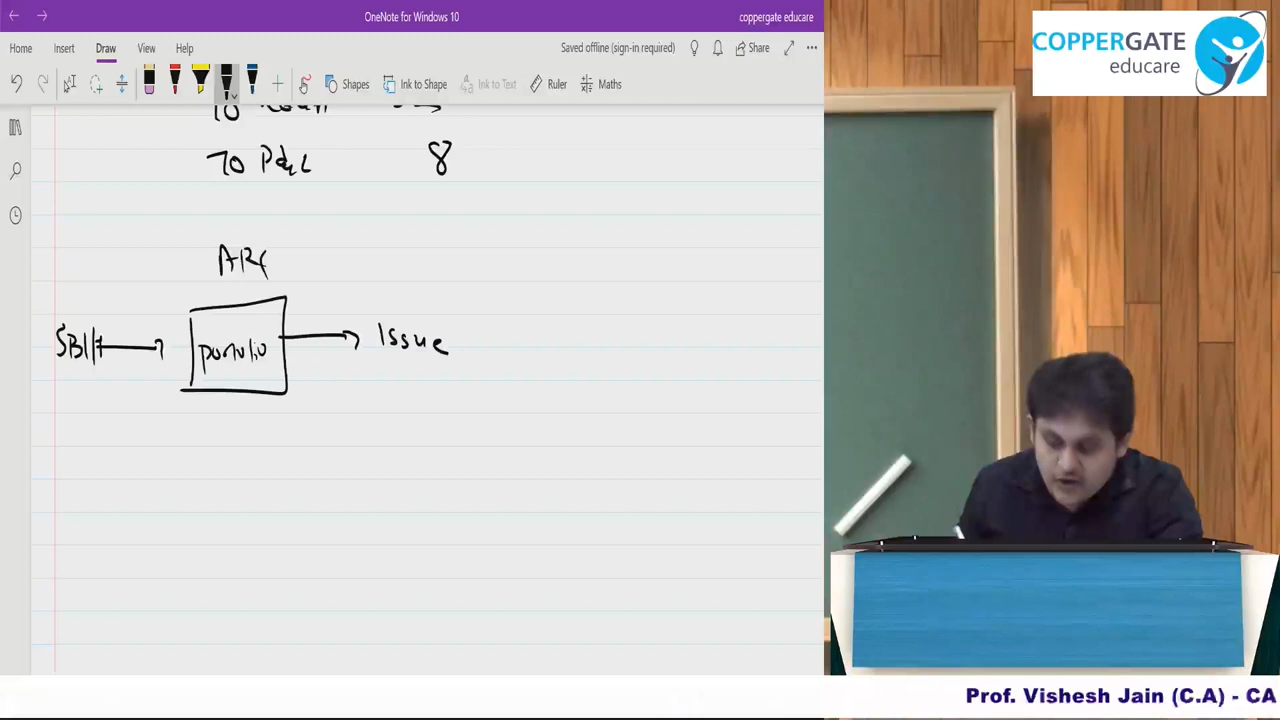 OneNote for Windows 10
coppergate educare
Home Insert Draw View Help
Saved offline (sign-in required) Share
Shapes Ink to Shape Ink to Text Ruler Maths
COPPERGATE
educare
10
70 8
ARC
SBI
Issue
Prof. Vishesh Jain (C.A) - CA